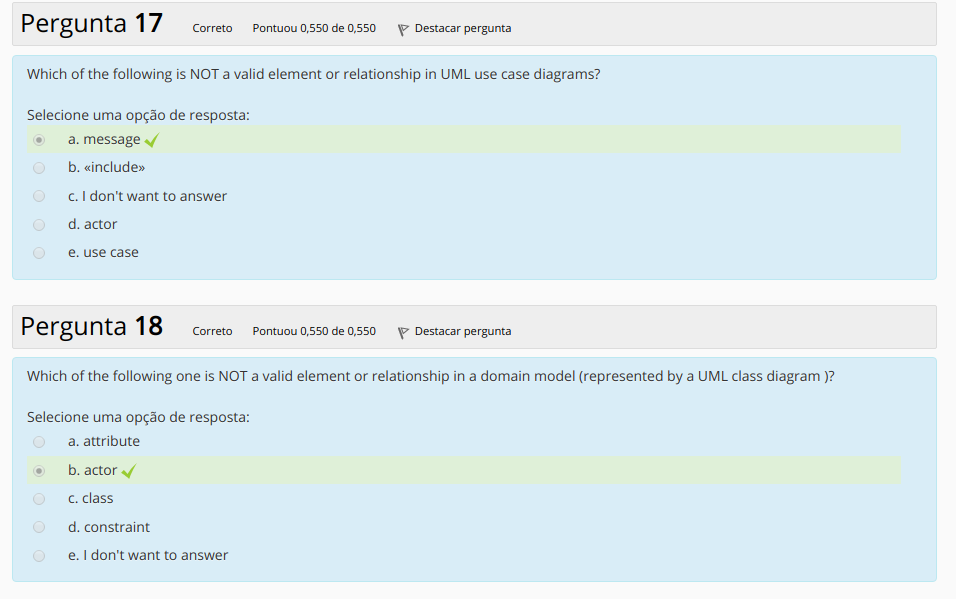 Pergunta 17 Correto Pontuou 0,550 de 0,550 Destacar pergunta
Which of the following is NOT a valid element or relationship in UML use case diagrams?
Selecione uma opção de resposta:
a. message
b. «include»
c. I don't want to answer
d. actor
e. use case
Pergunta 18 Correto Pontuou 0,550 de 0,550 Destacar pergunta
Which of the following one is NOT a valid element or relationship in a domain model (represented by a UML class diagram )?
Selecione uma opção de resposta:
a. attribute
b. actor
c. class
d. constraint
e. I don't want to answer